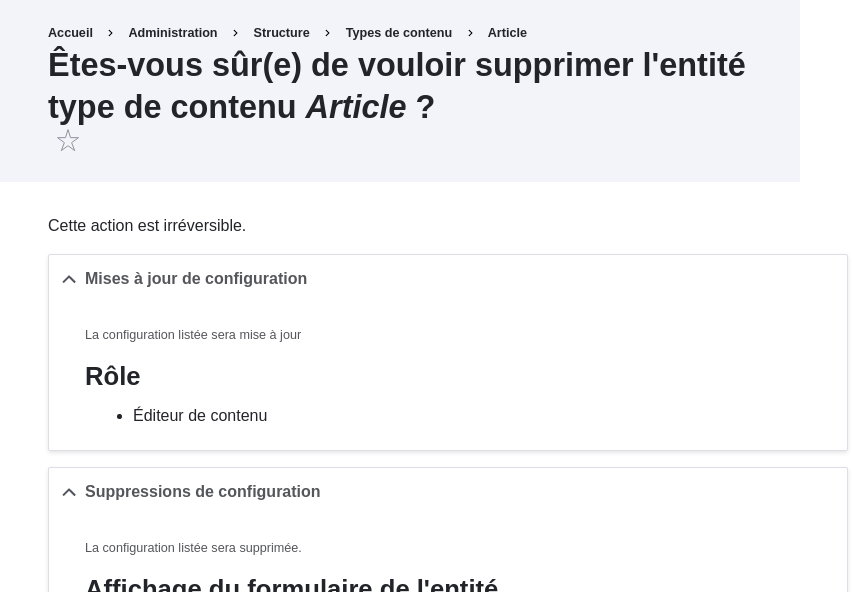 Accueil > Administration > Structure > Types de contenu > Article
Êtes-vous sûr(e) de vouloir supprimer l'entité
type de contenu Article ?
Cette action est irréversible.
Mises à jour de configuration
La configuration listée sera mise à jour
Rôle
• Éditeur de contenu
Suppressions de configuration
La configuration listée sera supprimée.
Affichage du formulaire de l'entité